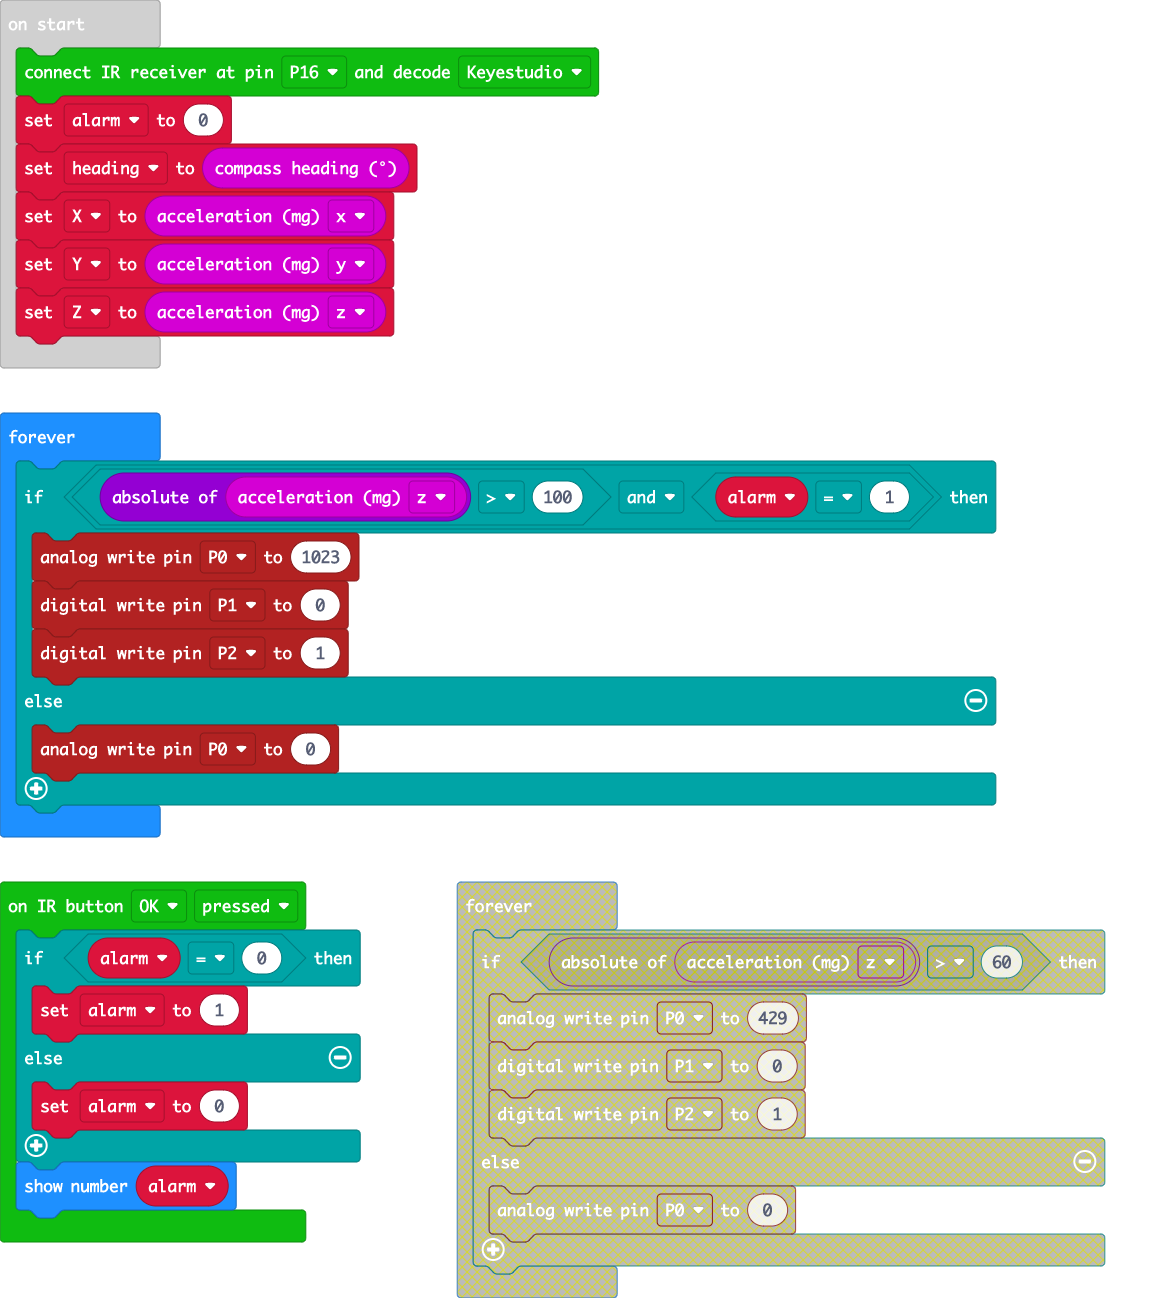 on start
connect IR receiver at pin P16 and decode Keyestudio
set alarm to 0
set heading to compass heading (°)
set X to acceleration (mg) x
set Y to acceleration (mg) y
set Z to acceleration (mg) z
forever
if absolute of acceleration (mg) z > 100 and alarm = 1 then
analog write pin P0 to 1023
digital write pin P1 to 0
digital write pin P2 to 1
else
analog write pin P0 to 0
on IR button OK pressed
if alarm = 0 then
set alarm to 1
else
set alarm to 0
show number alarm
forever
if absolute of acceleration (mg) z > 60 then
analog write pin P0 to 429
digital write pin P1 to 0
digital write pin P2 to 1
else
analog write pin P0 to 0